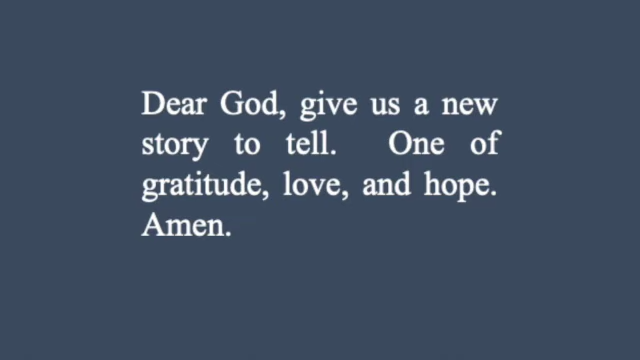 Dear God, give us a new
story to tell. One of
gratitude, love, and hope.
Amen.